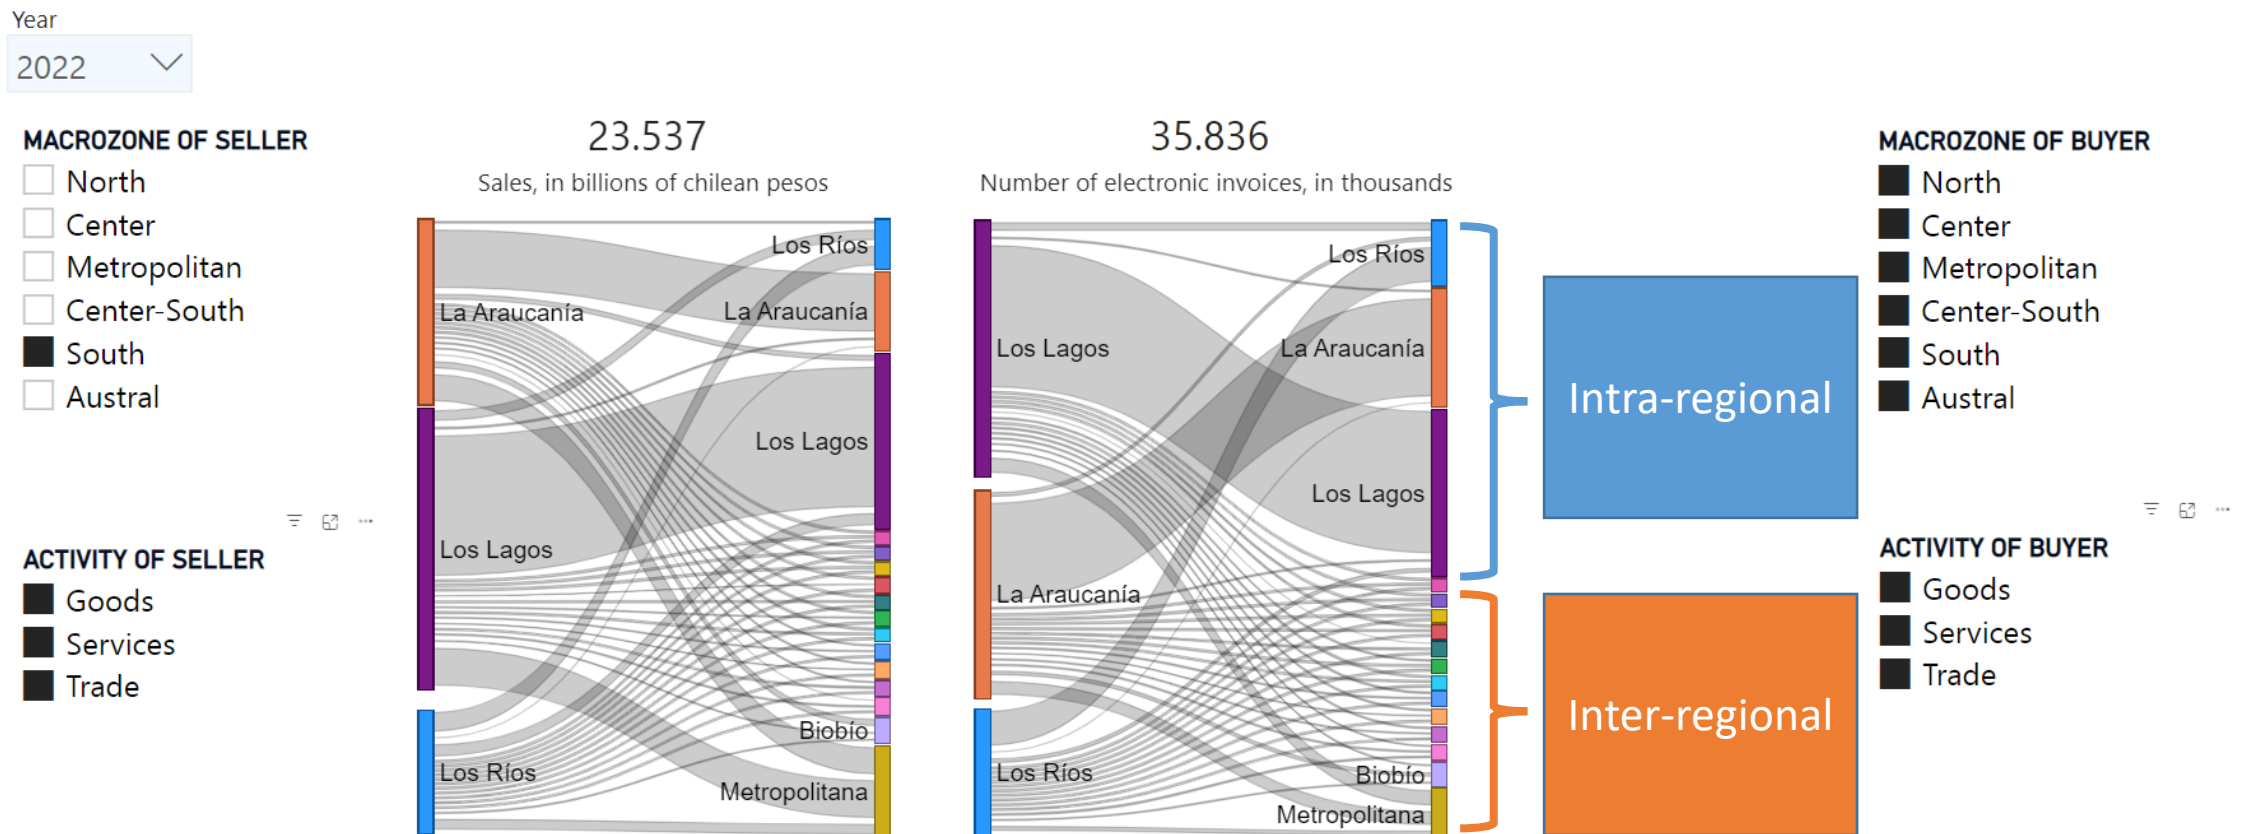 Year
2022
MACROZONE OF SELLER
North
Center
Metropolitan
Center-South
South
Austral
ACTIVITY OF SELLER
Goods
Services
Trade
23.537
Sales, in billions of chilean pesos
La Araucanía
Los Lagos
Los Ríos
Los Ríos
La Araucanía
Los Lagos
Biobío
Metropolitana
35.836
Number of electronic invoices, in thousands
Los Lagos
La Araucanía
Los Ríos
Los Ríos
La Araucanía
Los Lagos
Biobío
Metropolitana
Intra-regional
Inter-regional
MACROZONE OF BUYER
North
Center
Metropolitan
Center-South
South
Austral
ACTIVITY OF BUYER
Goods
Services
Trade